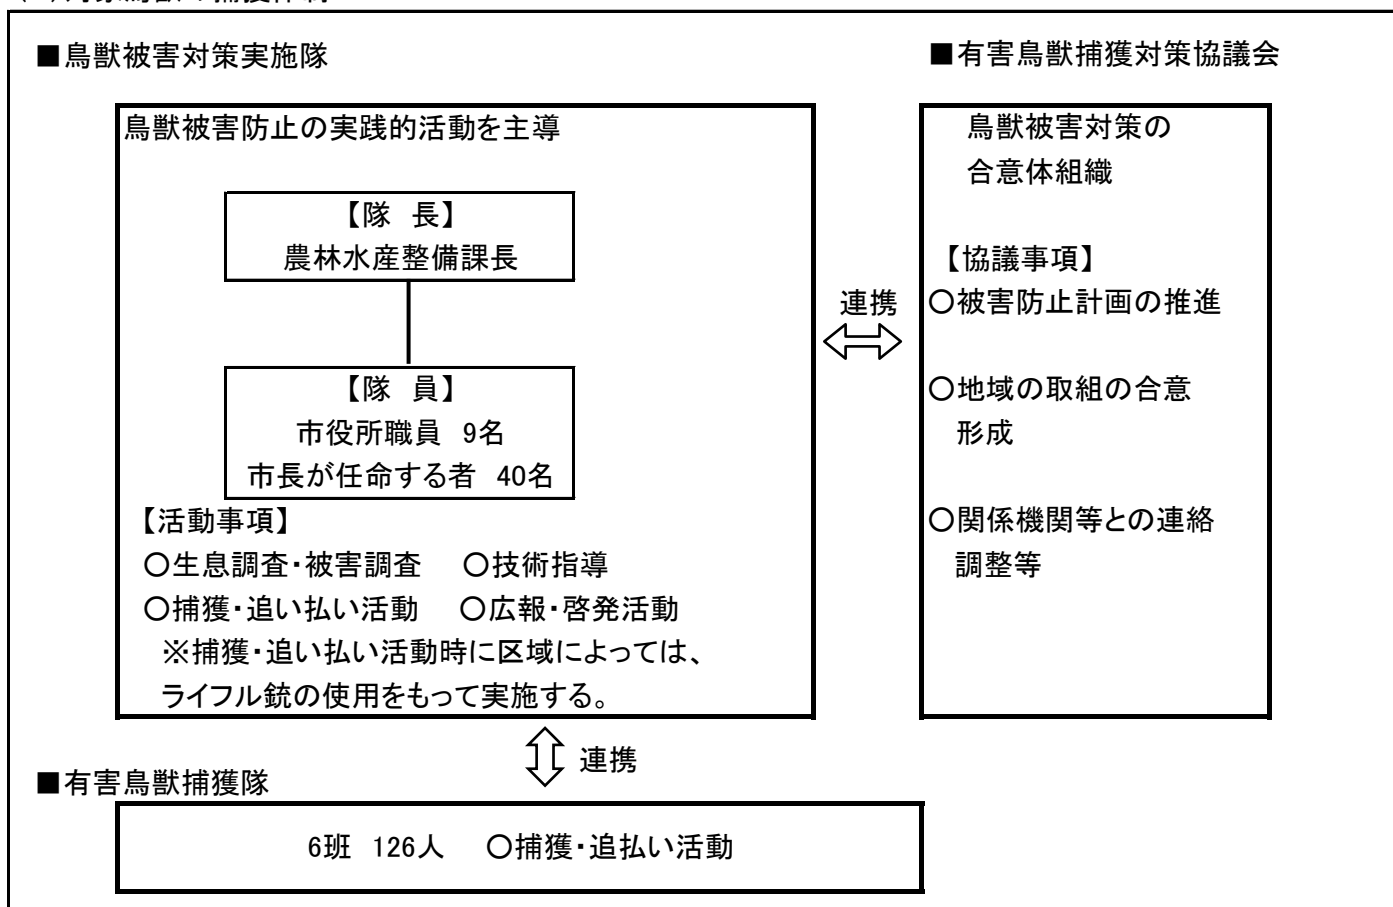 ■鳥獣被害対策実施隊
鳥獣被害防止の実践的活動を主導
【隊　長】
農林水産整備課長
【隊　員】
市役所職員　9名
市長が任命する者　40名
【活動事項】
○生息調査・被害調査　○技術指導
○捕獲・追い払い活動　○広報・啓発活動
※捕獲・追い払い活動時に区域によっては、
ライフル銃の使用をもって実施する。
連携
■有害鳥獣捕獲対策協議会
鳥獣被害対策の
合意体組織
【協議事項】
○被害防止計画の推進
○地域の取組の合意
形成
○関係機関等との連絡
調整等
連携
■有害鳥獣捕獲隊
6班　126人　○捕獲・追払い活動